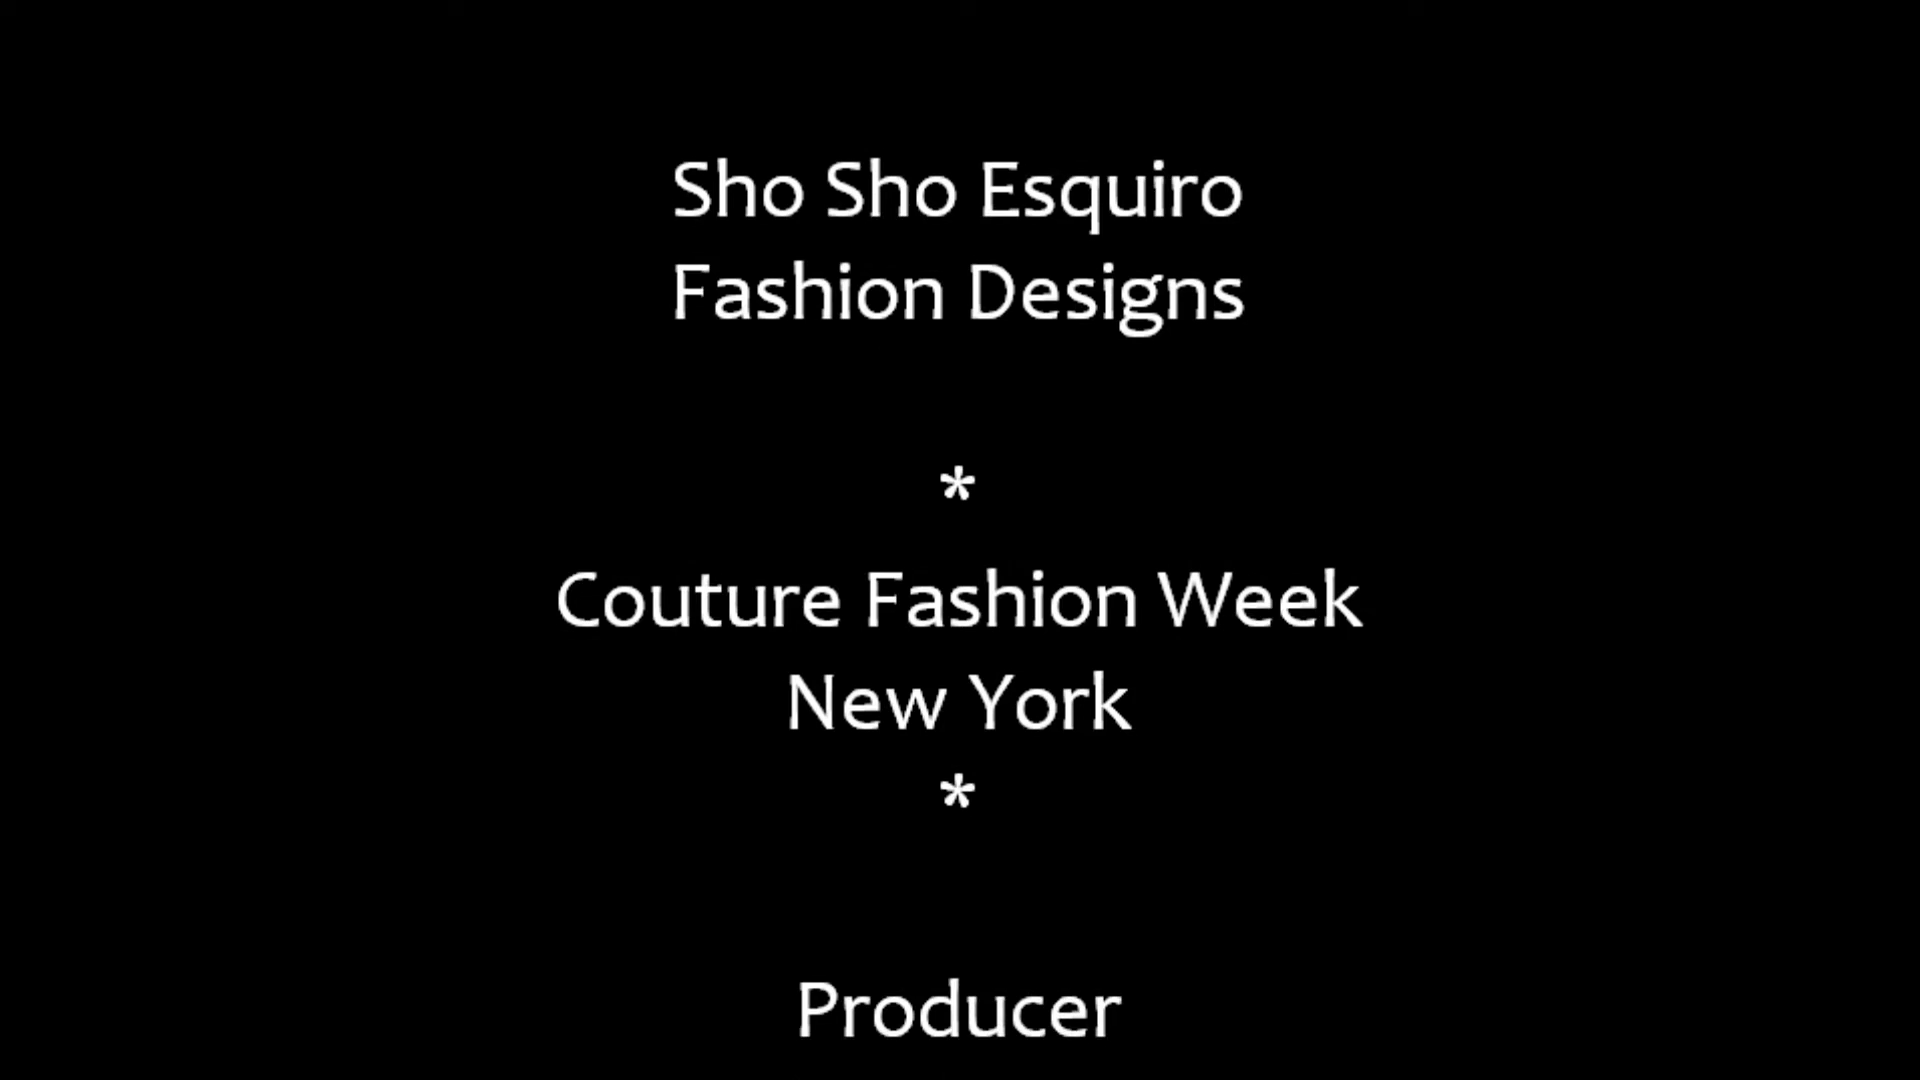 Sho Sho Esquiro
Fashion Designs
*
Couture Fashion Week
New York
*
Producer